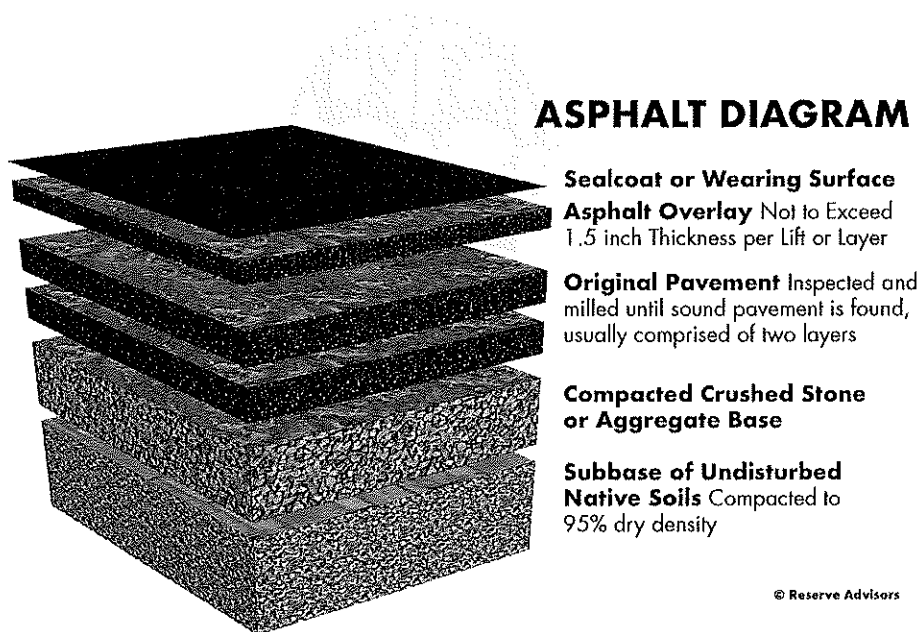 ASPHALT DIAGRAM
Sealcoat or Wearing Surface
Asphalt Overlay Not to Exceed
1.5 inch Thickness per Lift or Layer
Original Pavement Inspected and
milled until sound pavement is found,
usually comprised of two layers
Compacted Crushed Stone
or Aggregate Base
Subbase of Undisturbed
Native Soils Compacted to
95% dry density
© Reserve Advisors